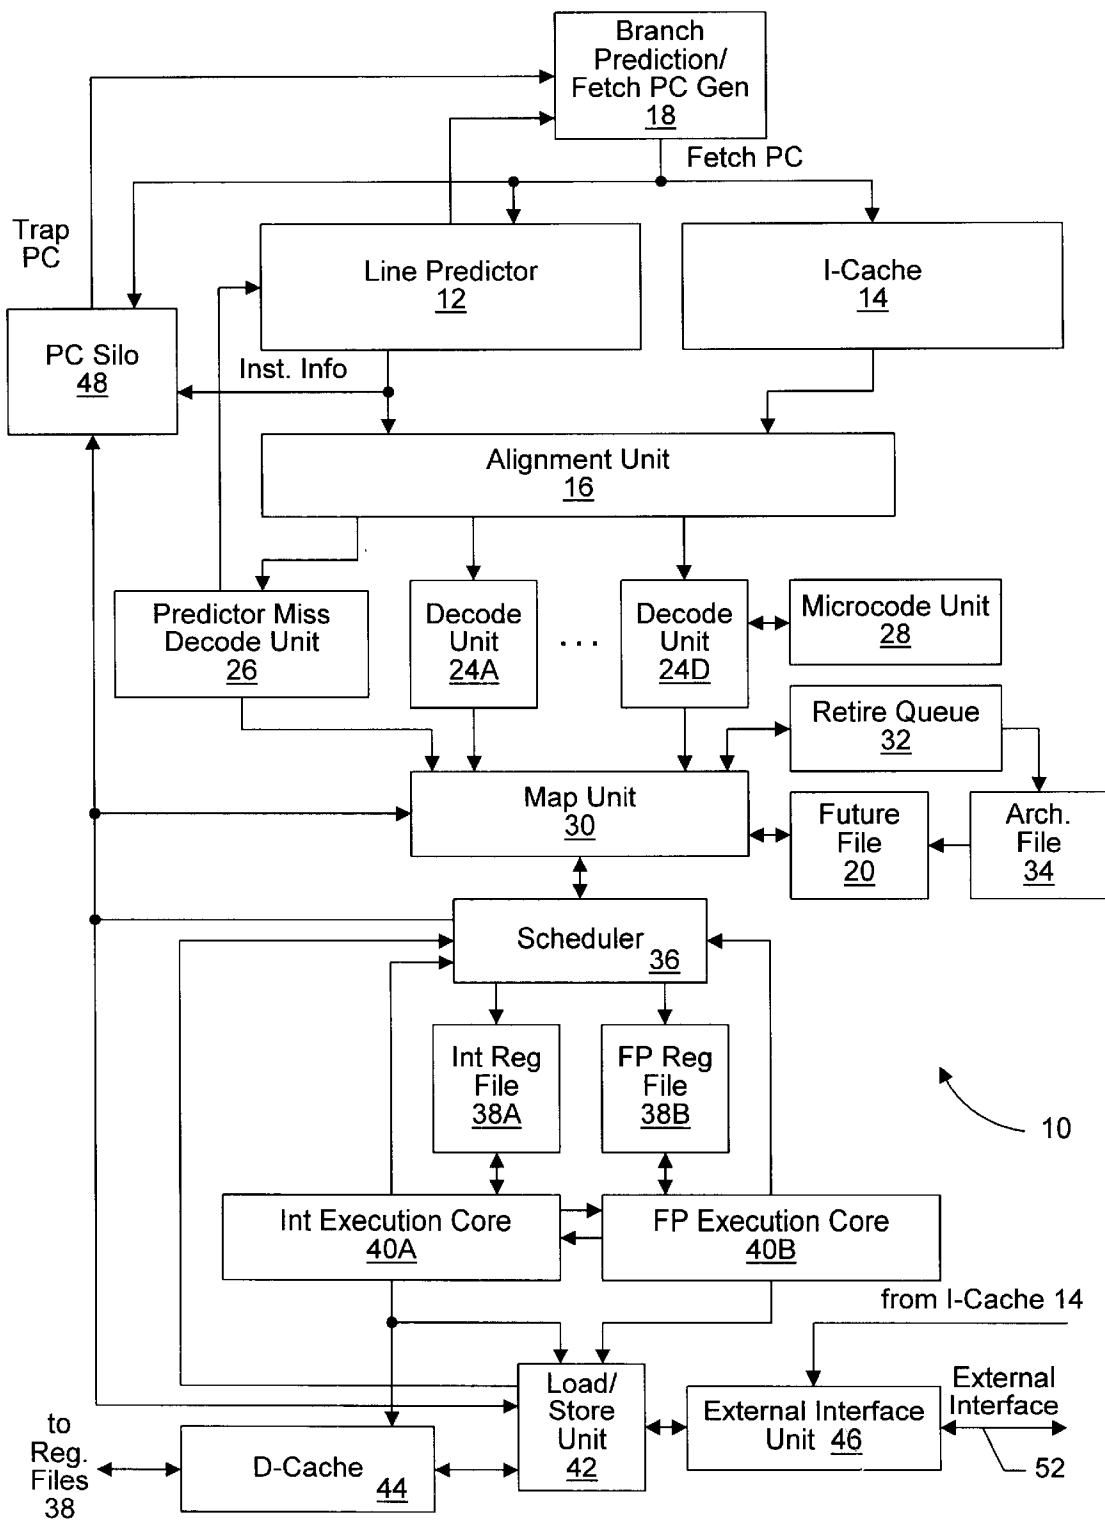 Branch
Prediction/
Fetch PC Gen
18
Fetch PC
Trap
PC
Line Predictor
12
I-Cache
14
PC Silo
48
Inst. Info
Alignment Unit
16
Predictor Miss
Decode Unit
26
Decode
Unit
24A
. . .
Decode
Unit
24D
Microcode Unit
28
Retire Queue
32
Map Unit
30
Future
File
20
Arch.
File
34
Scheduler
36
Int Reg
File
38A
FP Reg
File
38B
10
Int Execution Core
40A
FP Execution Core
40B
from I-Cache 14
Load/
Store
Unit
42
External Interface
Unit 46
External
Interface
52
to
Reg.
Files
38
D-Cache
44